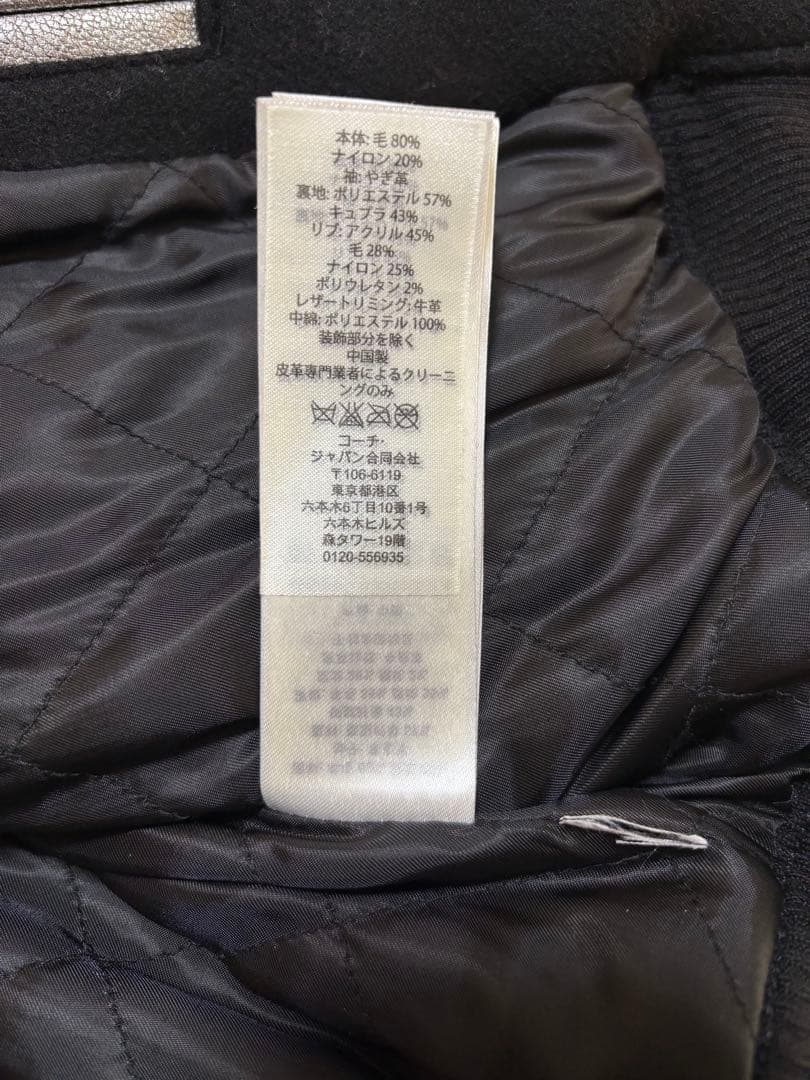 本体: 毛 80%
ナイロン 20%
袖: やぎ革
裏地: ポリエステル 57%
キュプラ 43%
リブ: アクリル 45%
毛 28%
ナイロン 25%
ポリウレタン 2%
レザートリミング: 牛革
中綿: ポリエステル 100%
装飾部分を除く
中国製
皮革専門業者によるクリーニ
ングのみ
コーチ・
ジャパン合同会社
〒106-6119
東京都港区
六本木6丁目10番1号
六本木ヒルズ
森タワー19階
0120-556935